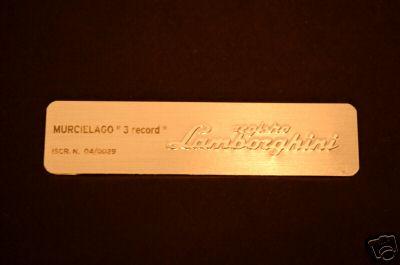 MURCIELAGO " 3 record "
registro
Lamborghini
ISCR. N. 04/0029